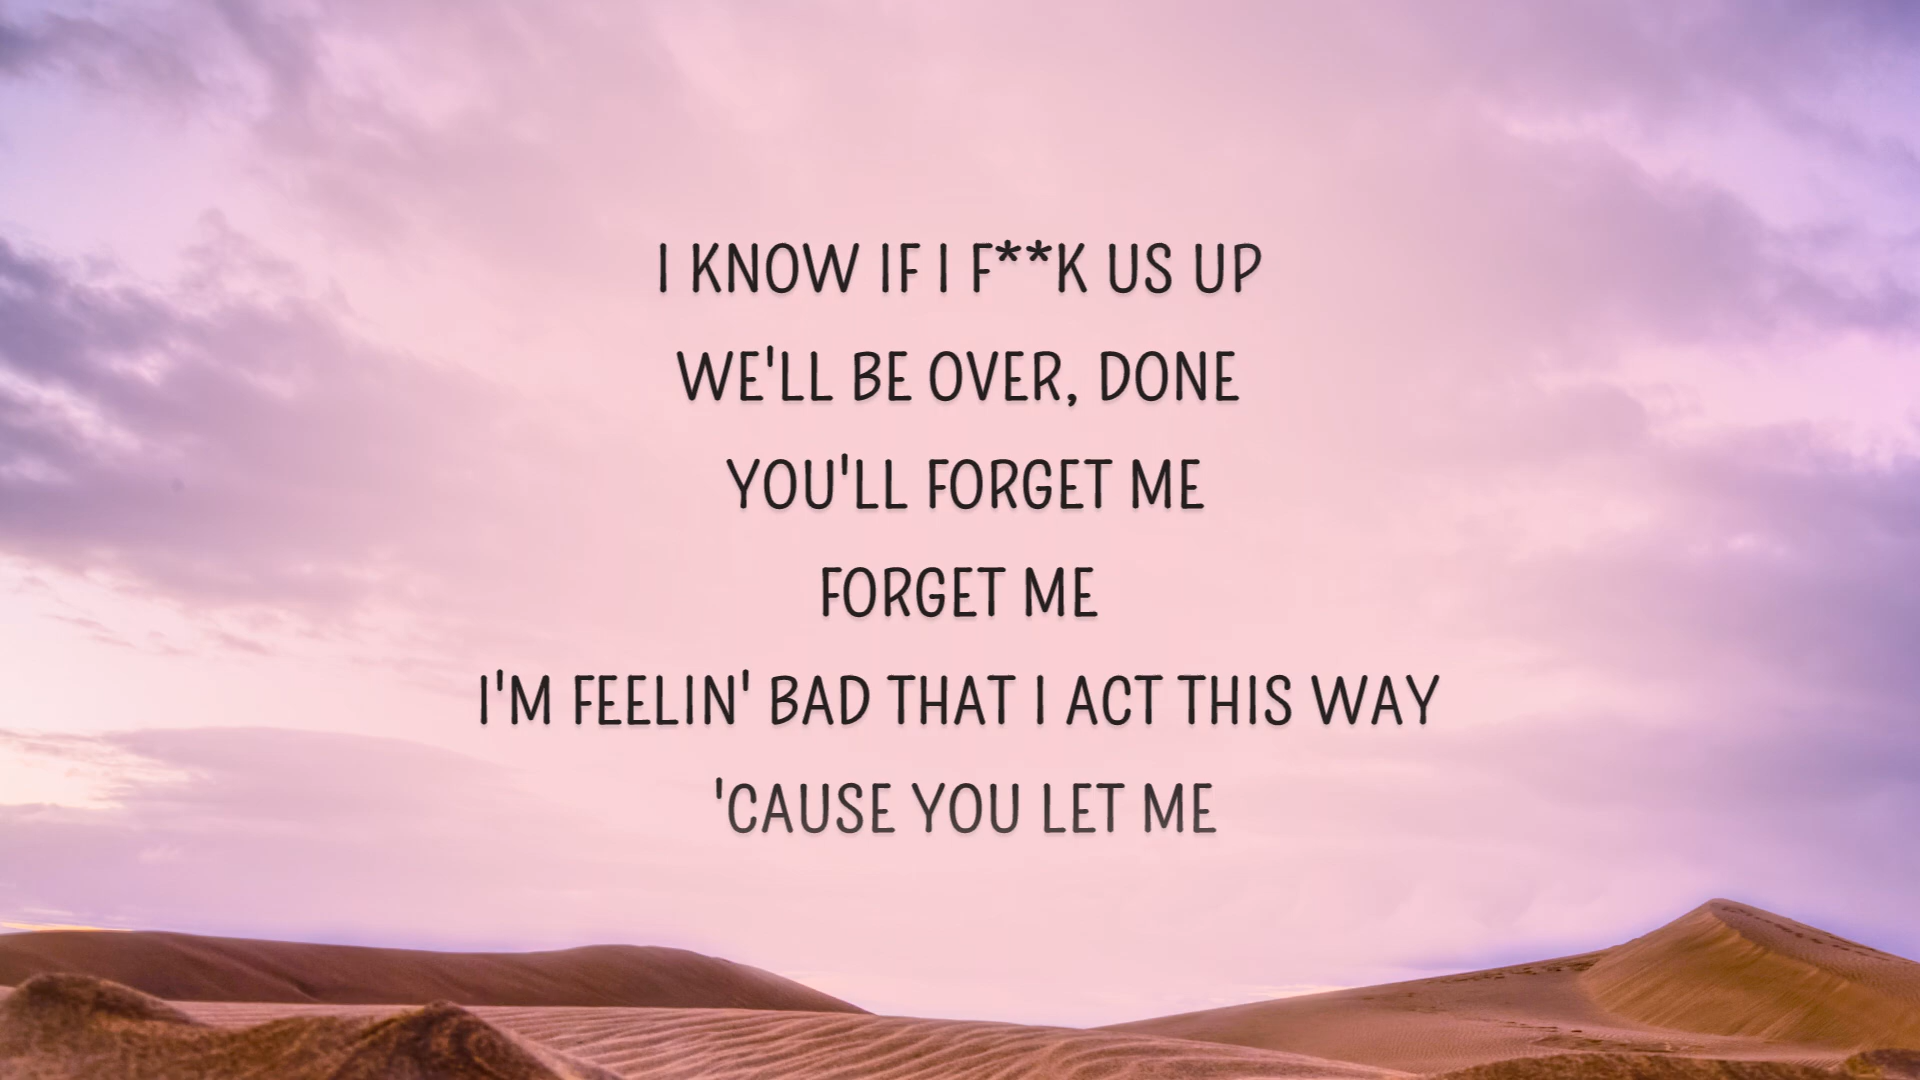 I KNOW IF I F**K US UP
WE'LL BE OVER, DONE
YOU'LL FORGET ME
FORGET ME
I'M FEELIN' BAD THAT I ACT THIS WAY
'CAUSE YOU LET ME